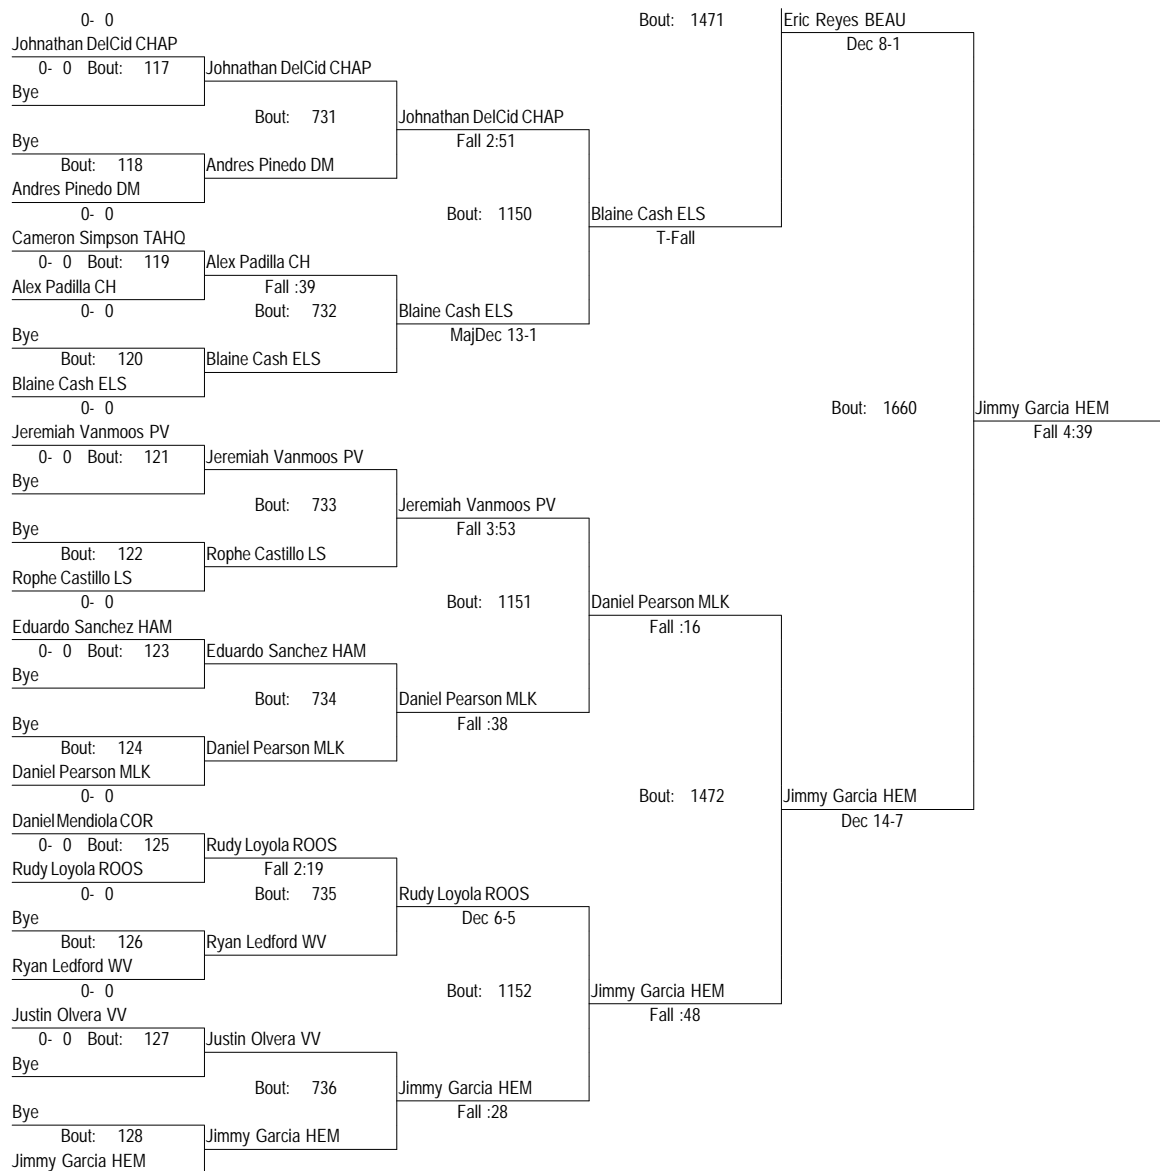 0- 0 Bout: 1471 Eric Reyes BEAU
Johnathan DelCid CHAP Dec 8-1
0- 0 Bout: 117 Johnathan DelCid CHAP
Bye
Bout: 731 Johnathan DelCid CHAP
Bye Fall 2:51
Bout: 118 Andres Pinedo DM
Andres Pinedo DM
0- 0 Bout: 1150 Blaine Cash ELS
Cameron Simpson TAHQ T-Fall
0- 0 Bout: 119 Alex Padilla CH
Alex Padilla CH Fall :39
0- 0 Bout: 732 Blaine Cash ELS
Bye MajDec 13-1
Bout: 120 Blaine Cash ELS
Blaine Cash ELS
0- 0 Bout: 1660 Jimmy Garcia HEM
Jeremiah Vanmoos PV Fall 4:39
0- 0 Bout: 121 Jeremiah Vanmoos PV
Bye
Bout: 733 Jeremiah Vanmoos PV
Bye Fall 3:53
Bout: 122 Rophe Castillo LS
Rophe Castillo LS
0- 0 Bout: 1151 Daniel Pearson MLK
Eduardo Sanchez HAM Fall :16
0- 0 Bout: 123 Eduardo Sanchez HAM
Bye
Bout: 734 Daniel Pearson MLK
Bye Fall :38
Bout: 124 Daniel Pearson MLK
Daniel Pearson MLK
0- 0 Bout: 1472 Jimmy Garcia HEM
Daniel Mendiola COR Dec 14-7
0- 0 Bout: 125 Rudy Loyola ROOS
Rudy Loyola ROOS Fall 2:19
0- 0 Bout: 735 Rudy Loyola ROOS
Bye Dec 6-5
Bout: 126 Ryan Ledford WV
Ryan Ledford WV
0- 0 Bout: 1152 Jimmy Garcia HEM
Justin Olvera VV Fall :48
0- 0 Bout: 127 Justin Olvera VV
Bye
Bout: 736 Jimmy Garcia HEM
Bye Fall :28
Bout: 128 Jimmy Garcia HEM
Jimmy Garcia HEM